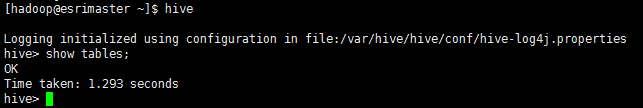 [hadoop@esrimaster ~]$ hive
Logging initialized using configuration in file:/var/hive/hive/conf/hive-log4j.properties
hive> show tables;
OK
Time taken: 1.293 seconds
hive>